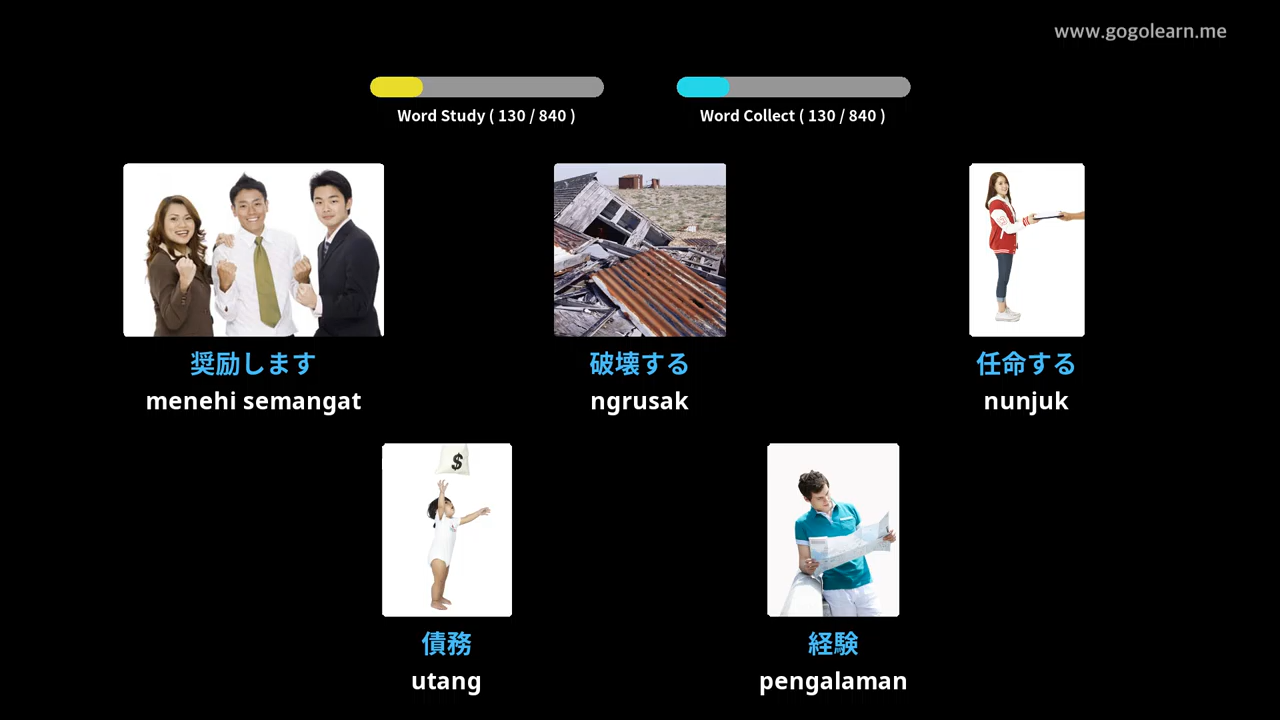 www.gogolearn.me
Word Study ( 130 / 840 )
Word Collect ( 130 / 840 )
奨励します
menehi semangat
破壊する
ngrusak
任命する
nunjuk
$
債務
utang
経験
pengalaman